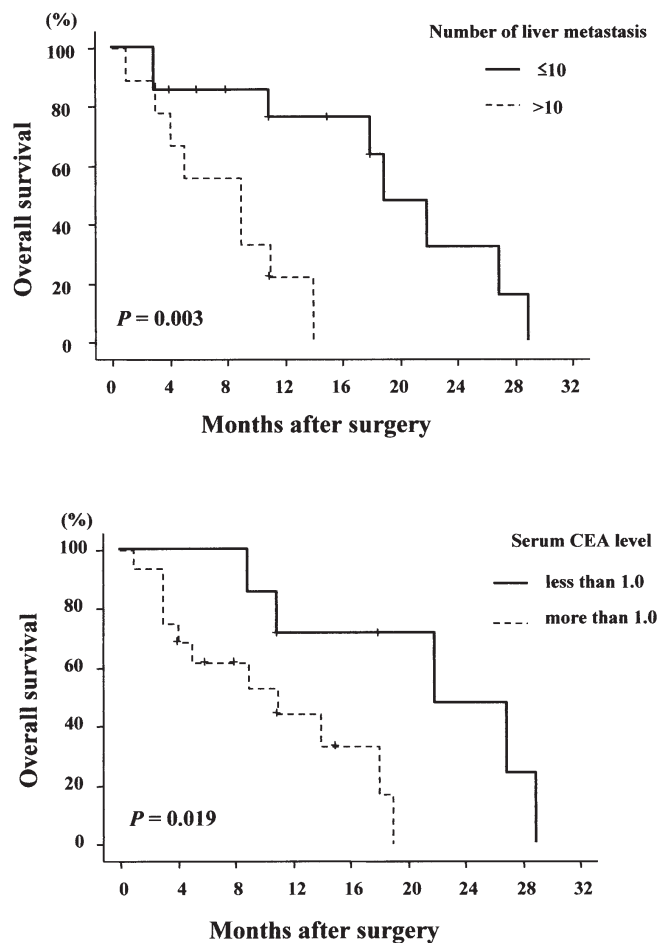 (%)
Number of liver metastasis
≤10
>10
100
80
60
40
20
0
Overall survival
P = 0.003
0 4 8 12 16 20 24 28 32
Months after surgery
(%)
Serum CEA level
less than 1.0
more than 1.0
100
80
60
40
20
0
Overall survival
P = 0.019
0 4 8 12 16 20 24 28 32
Months after surgery